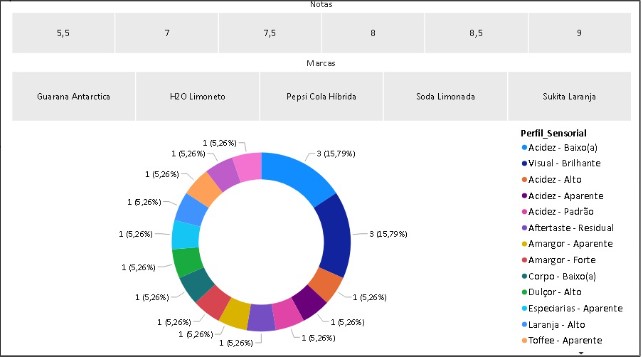 Notas
5,5 7 7,5 8 8,5 9
Marcas
Guarana Antarctica H2O Limoneto Pepsi Cola Híbrida Soda Limonada Sukita Laranja
Perfil_Sensorial
Acidez - Baixo(a)
Visual - Brilhante
Acidez - Alto
Acidez - Aparente
Acidez - Padrão
Aftertaste - Residual
Amargor - Aparente
Amargor - Forte
Corpo - Baixo(a)
Dulçor - Alto
Especiarias - Aparente
Laranja - Alto
Toffee - Aparente
3 (15,79%)
3 (15,79%)
1 (5,26%)
1 (5,26%)
1 (5,26%)
1 (5,26%)
1 (5,26%)
1 (5,26%)
1 (5,26%)
1 (5,26%)
1 (5,26%)
1 (5,26%)
1 (5,26%)
1 (5,26%)
1 (5,26%)